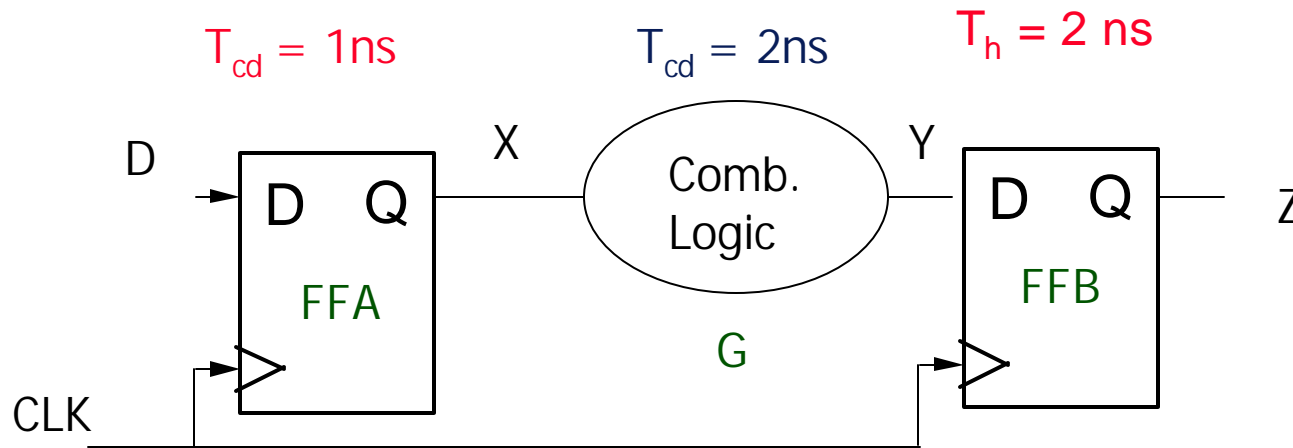 Tcd = 1ns
Tcd = 2ns
Th = 2 ns
D
X
Y
D Q
Comb.
Logic
D Q
Z
FFA
FFB
G
CLK